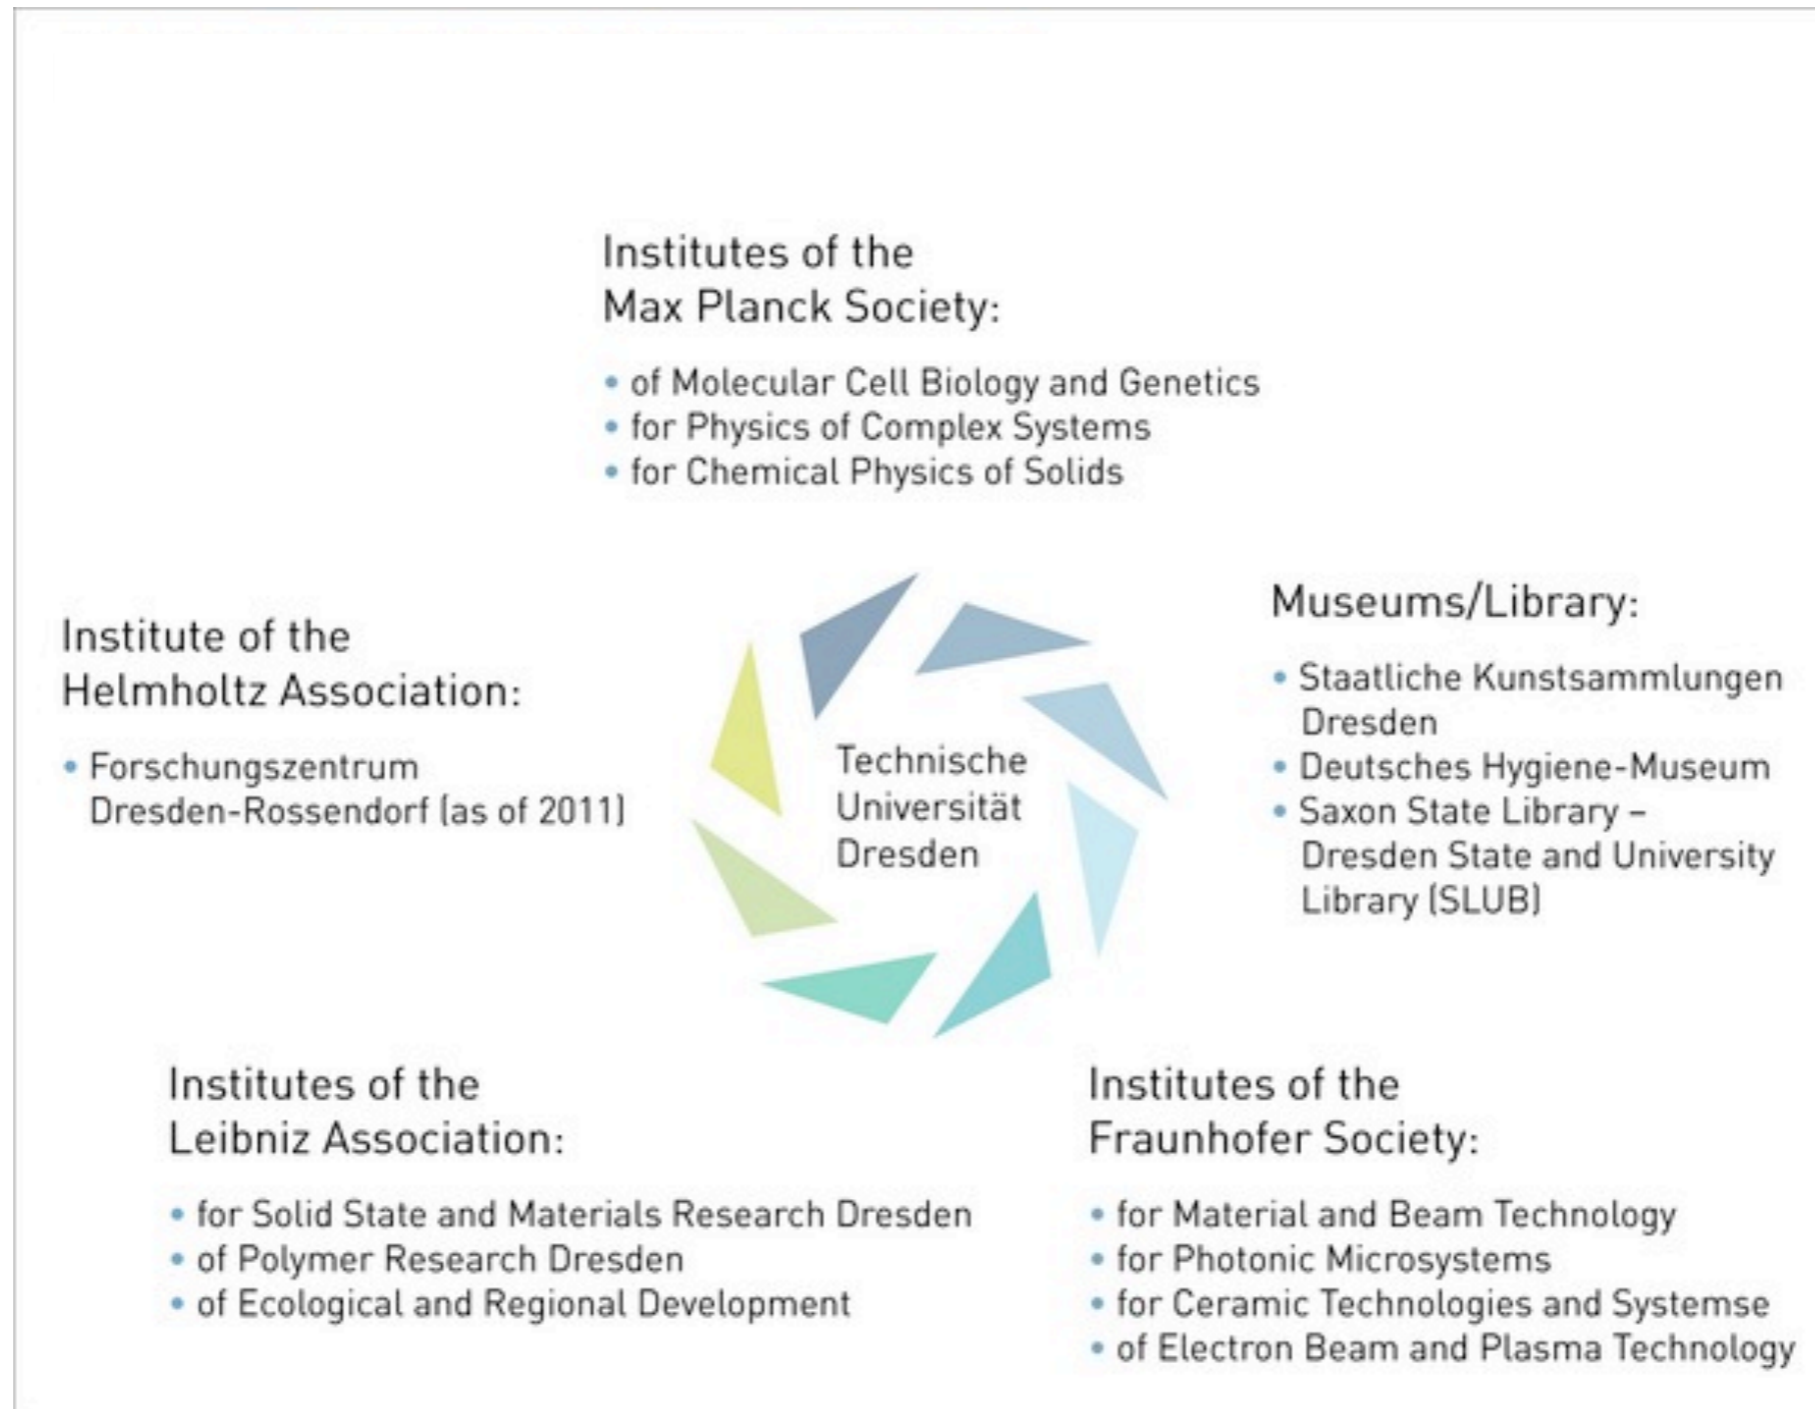 Institutes of the
Max Planck Society:
• of Molecular Cell Biology and Genetics
• for Physics of Complex Systems
• for Chemical Physics of Solids
Institute of the
Helmholtz Association:
• Forschungszentrum
Dresden-Rossendorf (as of 2011)
Technische
Universität
Dresden
Museums/Library:
• Staatliche Kunstsammlungen
Dresden
• Deutsches Hygiene-Museum
• Saxon State Library –
Dresden State and University
Library (SLUB)
Institutes of the
Leibniz Association:
• for Solid State and Materials Research Dresden
• of Polymer Research Dresden
• of Ecological and Regional Development
Institutes of the
Fraunhofer Society:
• for Material and Beam Technology
• for Photonic Microsystems
• for Ceramic Technologies and Systemse
• of Electron Beam and Plasma Technology